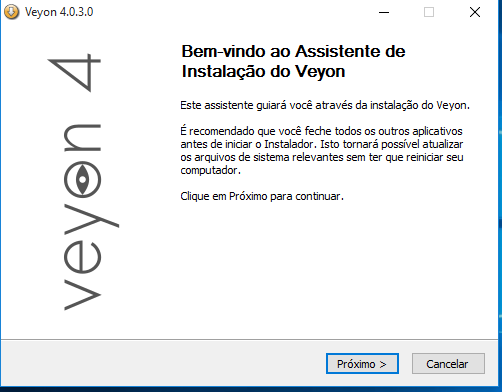 Veyon 4.0.3.0
veyon 4
Bem-vindo ao Assistente de
Instalação do Veyon
Este assistente guiará você através da instalação do Veyon.
É recomendado que você feche todos os outros aplicativos
antes de iniciar o Instalador. Isto tornará possível atualizar
os arquivos de sistema relevantes sem ter que reiniciar seu
computador.
Clique em Próximo para continuar.
Próximo >
Cancelar